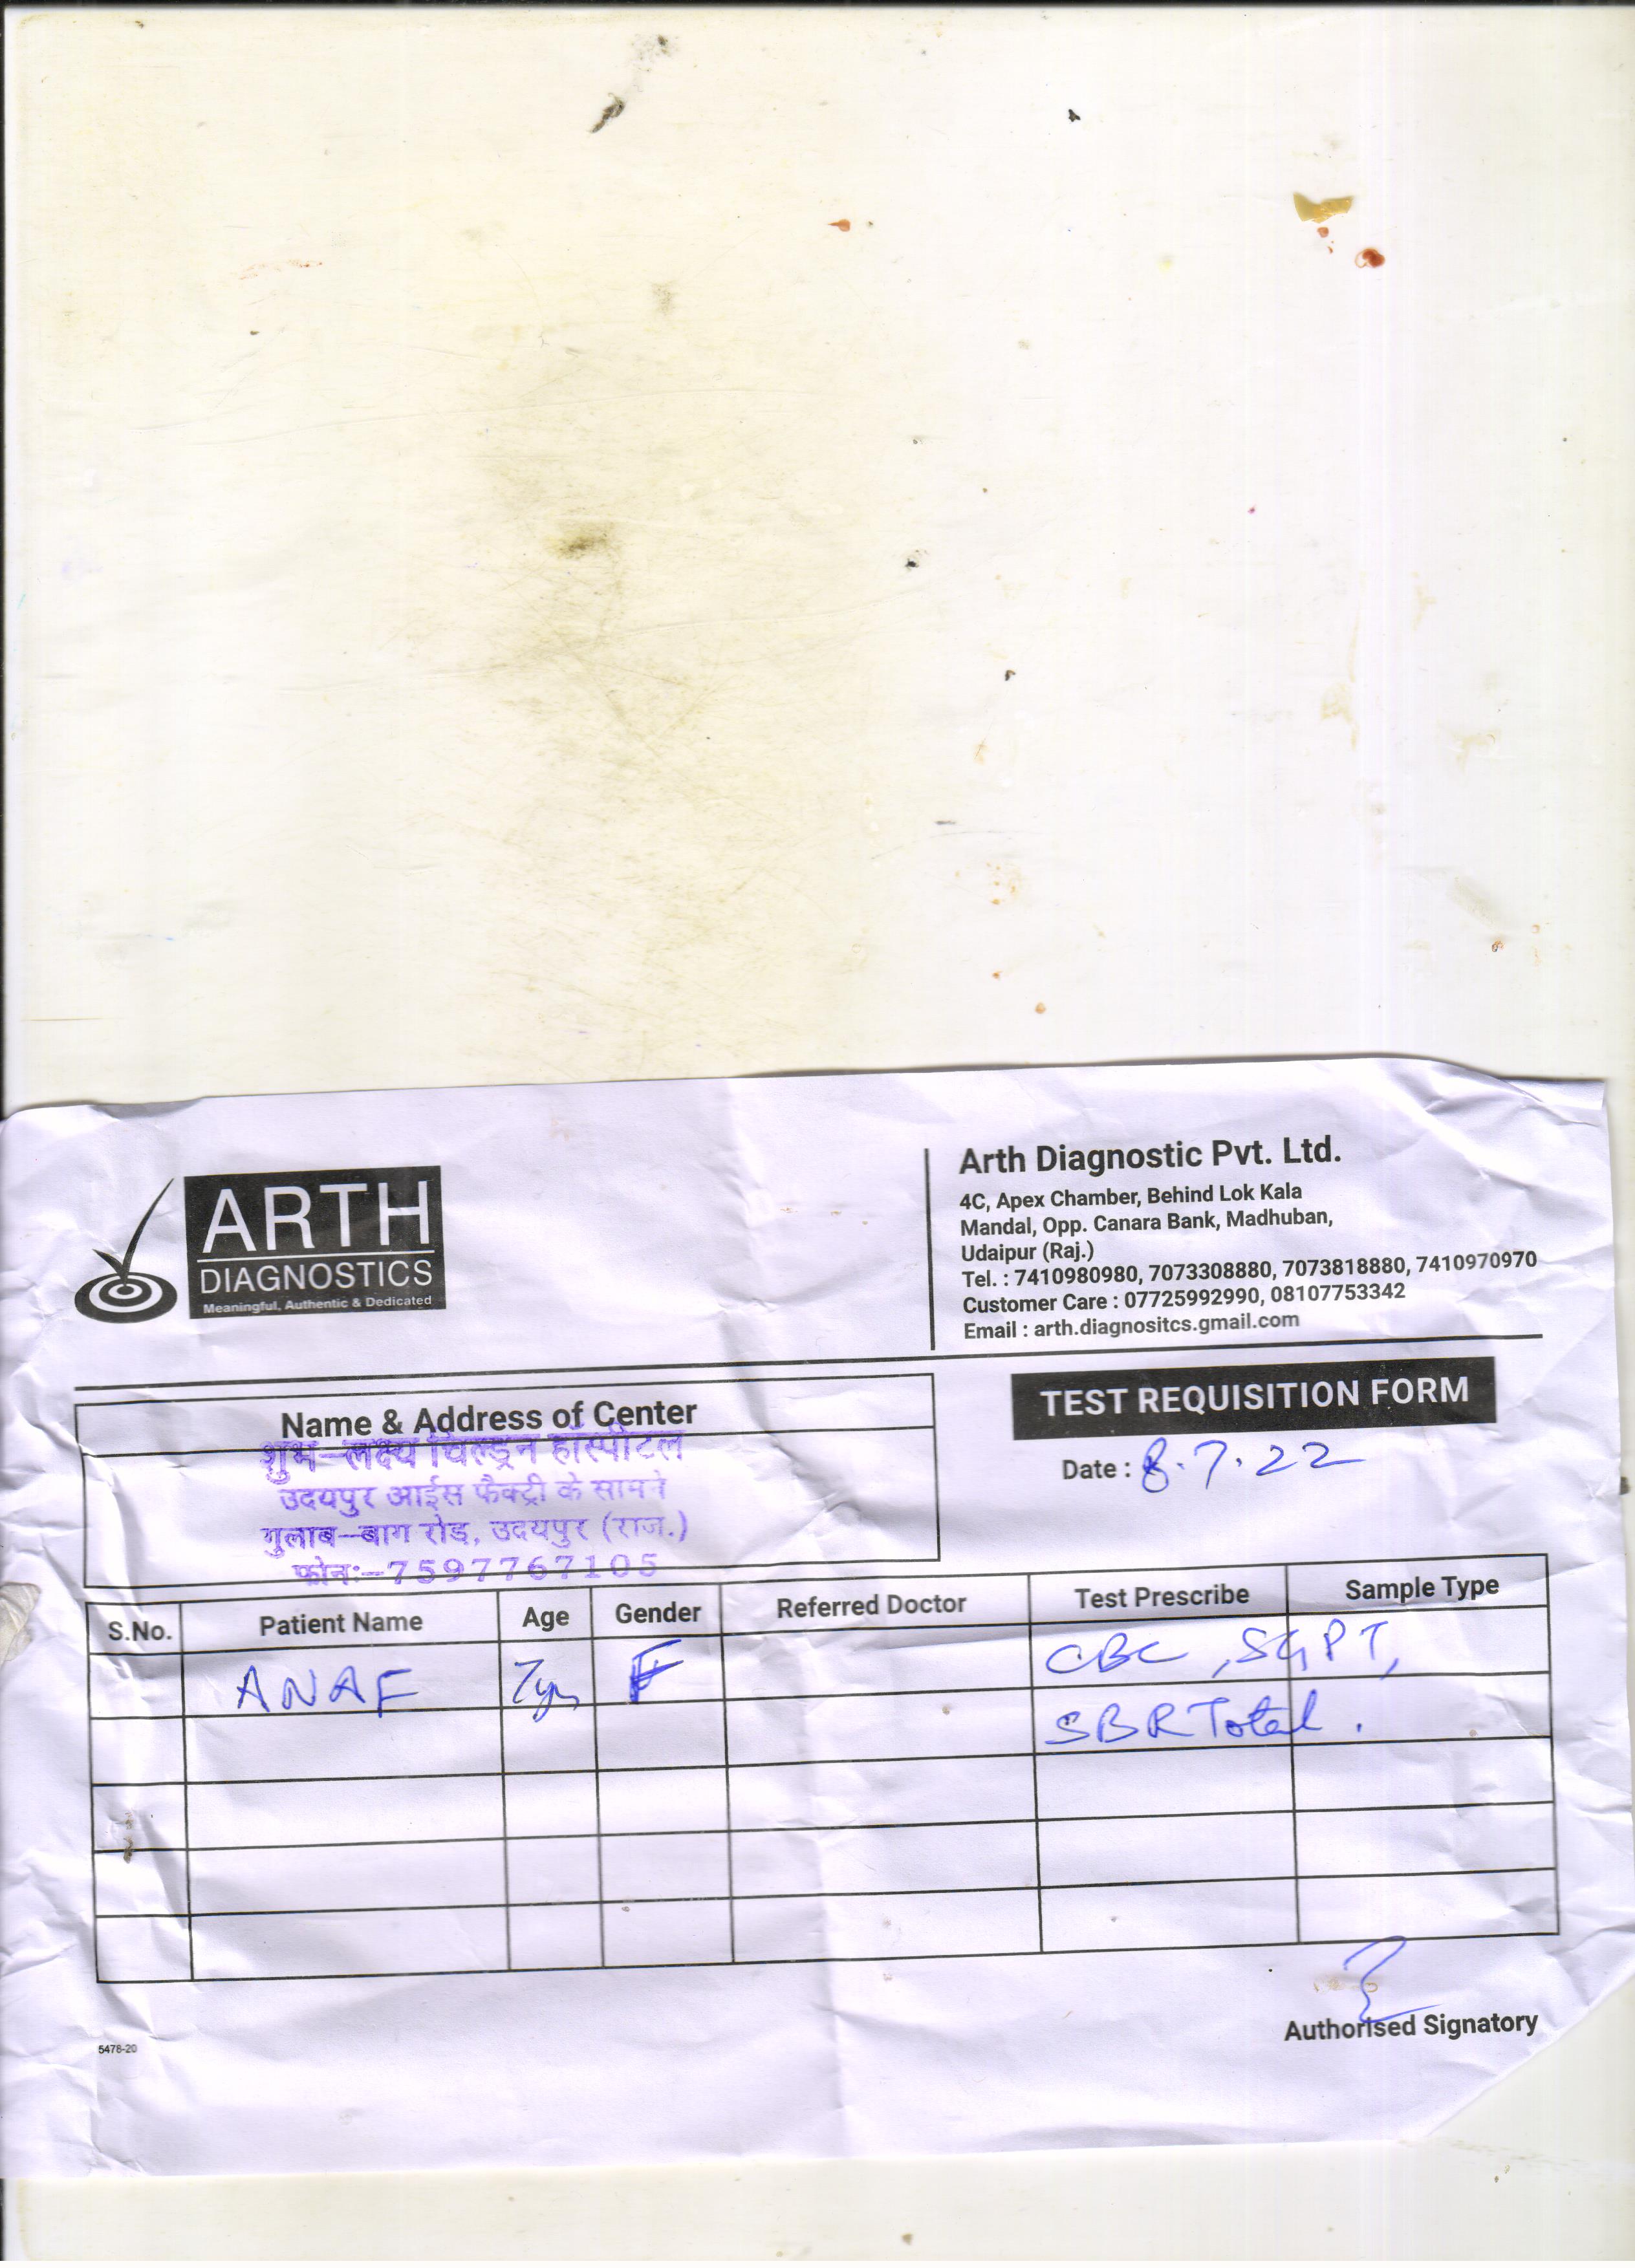 ARTH
DIAGNOSTICS
Meaningful, Authentic & Dedicated
Arth Diagnostic Pvt. Ltd.
4C, Apex Chamber, Behind Lok Kala
Mandal, Opp. Canara Bank, Madhuban,
Udaipur (Raj.)
Tel. : 7410980980, 7073308880, 7073818880, 7410970970
Customer Care : 07725992990, 08107753342
Email : arth.diagnositcs.gmail.com
Name & Address of Center
शुभ-लक्ष्य चिल्ड्रन हॉस्पीटल
उदयपुर आईस फैक्ट्री के सामने
गुलाब-बाग रोड, उदयपुर (राज.)
फोनः-7597767105
TEST REQUISITION FORM
Date : 8.7.22
S.No. Patient Name Age Gender Referred Doctor Test Prescribe Sample Type
ANAF 7yrs F CBC, SGPT,
SBR Total .
Authorised Signatory
5478-20